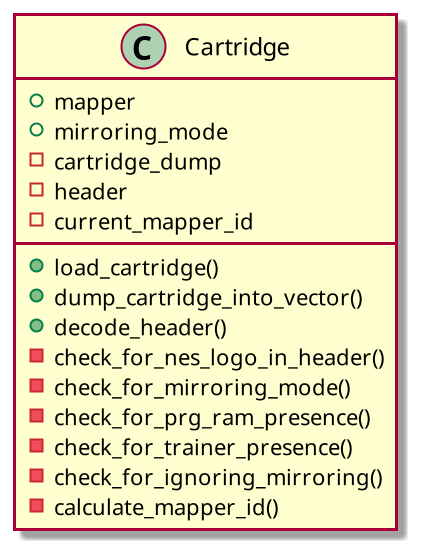 C Cartridge
mapper
mirroring_mode
cartridge_dump
header
current_mapper_id
load_cartridge()
dump_cartridge_into_vector()
decode_header()
check_for_nes_logo_in_header()
check_for_mirroring_mode()
check_for_prg_ram_presence()
check_for_trainer_presence()
check_for_ignoring_mirroring()
calculate_mapper_id()